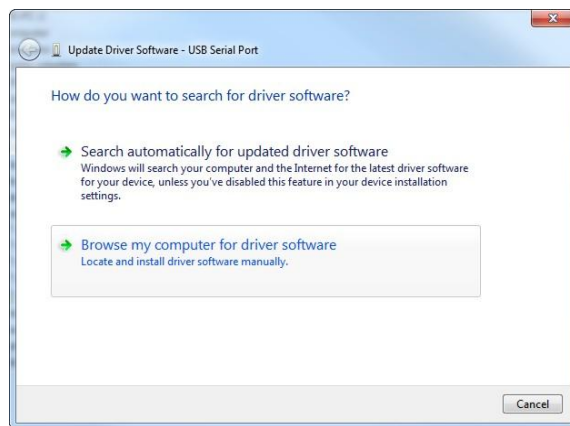 Update Driver Software - USB Serial Port
How do you want to search for driver software?
Search automatically for updated driver software
Windows will search your computer and the Internet for the latest driver software
for your device, unless you've disabled this feature in your device installation
settings.
Browse my computer for driver software
Locate and install driver software manually.
Cancel